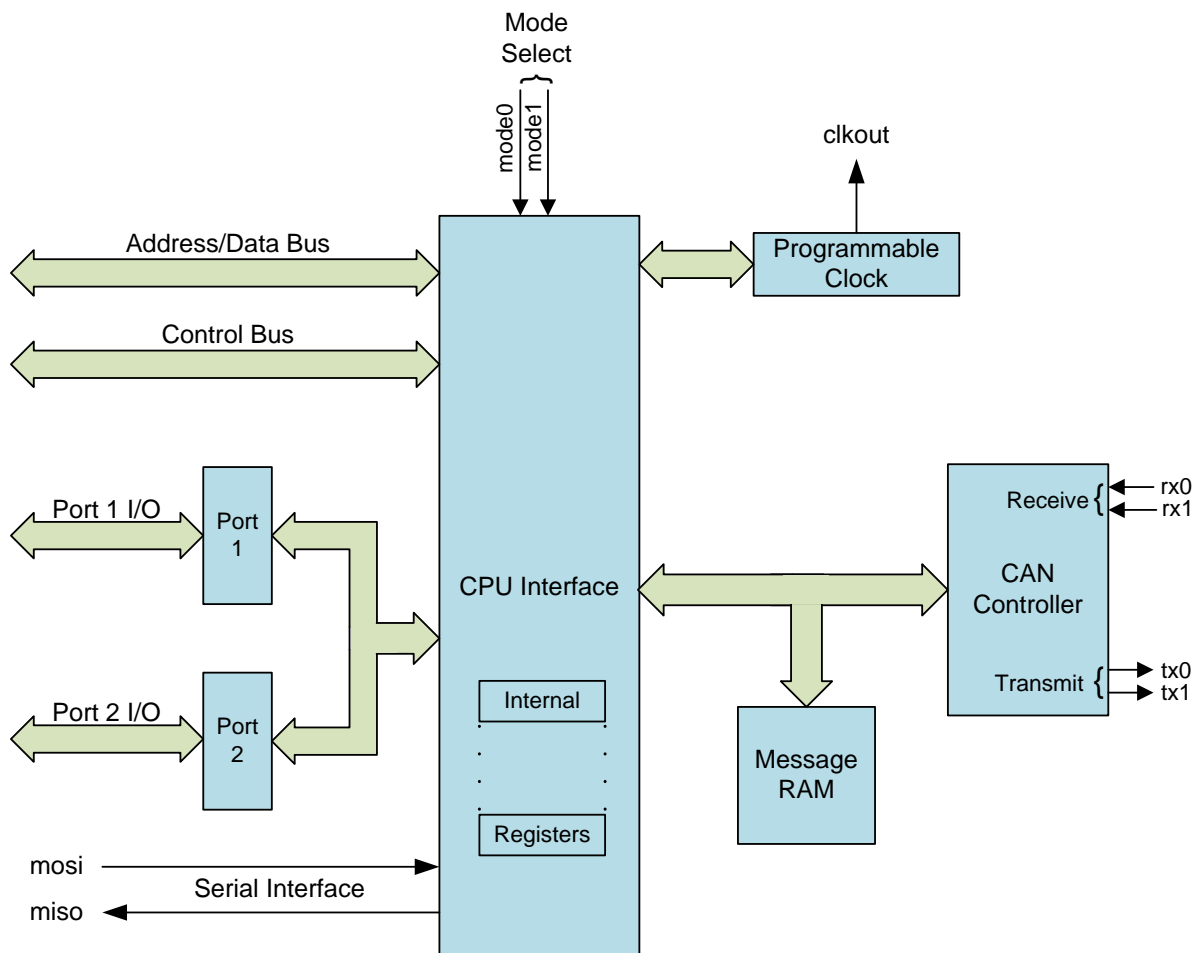 Mode
Select
mode0
mode1
clkout
Address/Data Bus
Programmable
Clock
Control Bus
Port 1 I/O
Port
1
Receive {
rx0
rx1
CPU Interface
CAN
Controller
Port 2 I/O
Port
2
Internal
Transmit {
tx0
tx1
Message
RAM
Registers
mosi
Serial Interface
miso